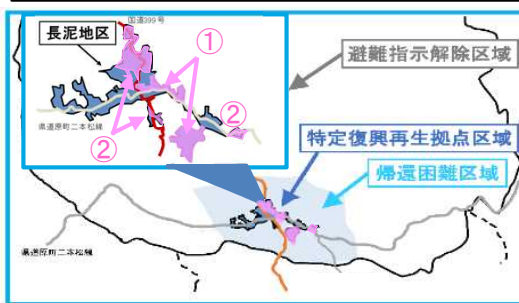 国道399号
長泥地区
①
避難指示解除区域
県道原町二本松線
②
②
特定復興再生拠点区域
帰還困難区域
県道原町二本松線